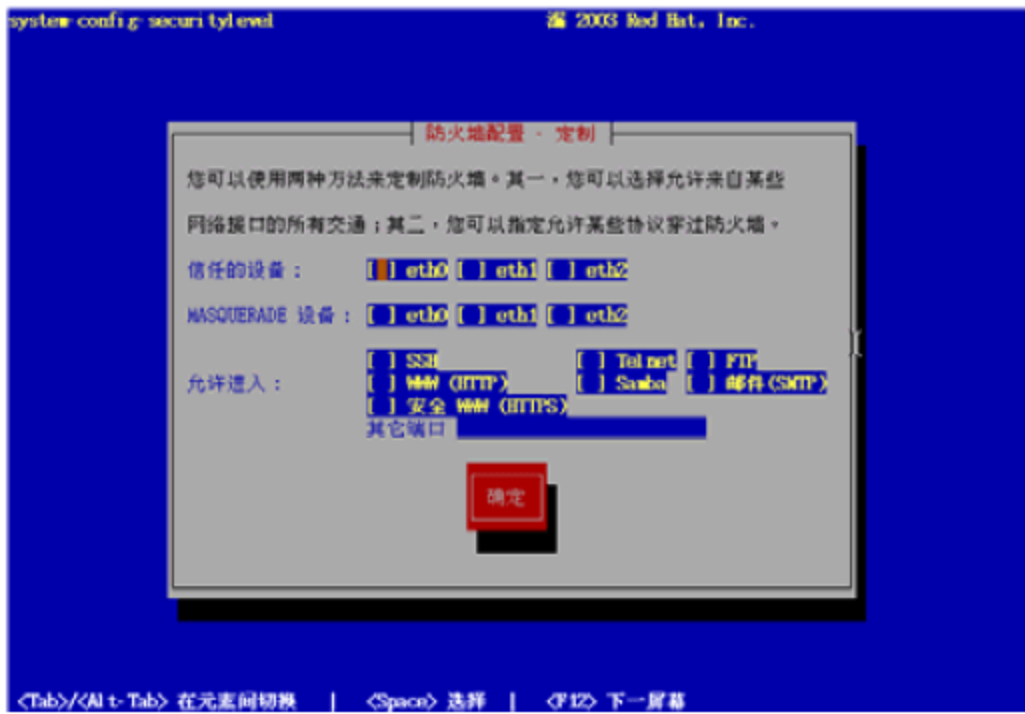 system-config-securitylevel 溜 2003 Red Hat, Inc.
防火墙配置 - 定制
您可以使用两种方法来定制防火墙。其一,您可以选择允许来自某些
网络接口的所有交通;其二,您可以指定允许某些协议穿过防火墙。
信任的设备: [ ] eth0 [ ] eth1 [ ] eth2
MASQUERADE 设备: [ ] eth0 [ ] eth1 [ ] eth2
[ ] SSH [ ] Telnet [ ] FTP
允许进入: [ ] WWW (HTTP) [ ] Samba [ ] 邮件(SMTP)
[ ] 安全 WWW (HTTPS)
其它端口
确定
<Tab>/<Alt-Tab> 在元素间切换 | <Space> 选择 | <F12> 下一屏幕